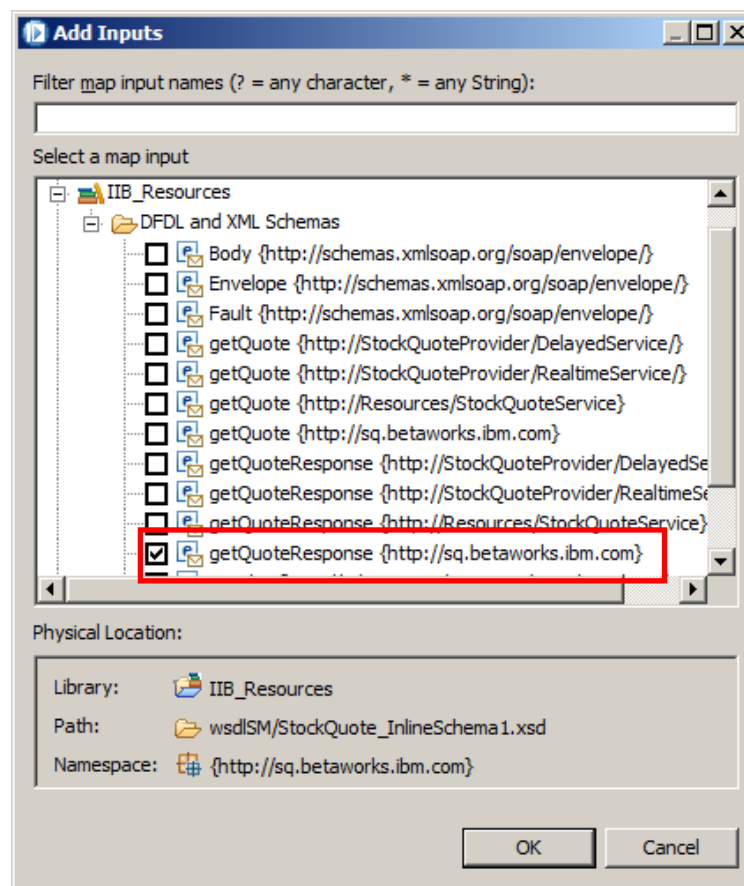 Add Inputs
Filter map input names (? = any character, * = any String):
Select a map input
IIB_Resources
DFDL and XML Schemas
Body {http://schemas.xmlsoap.org/soap/envelope/}
Envelope {http://schemas.xmlsoap.org/soap/envelope/}
Fault {http://schemas.xmlsoap.org/soap/envelope/}
getQuote {http://StockQuoteProvider/DelayedService/}
getQuote {http://StockQuoteProvider/RealtimeService/}
getQuote {http://Resources/StockQuoteService}
getQuote {http://sq.betaworks.ibm.com}
getQuoteResponse {http://StockQuoteProvider/DelayedSe
getQuoteResponse {http://StockQuoteProvider/RealtimeSe
getQuoteResponse {http://Resources/StockQuoteService}
getQuoteResponse {http://sq.betaworks.ibm.com}
Physical Location:
Library: IIB_Resources
Path: wsdlSM/StockQuote_InlineSchema1.xsd
Namespace: {http://sq.betaworks.ibm.com}
OK Cancel